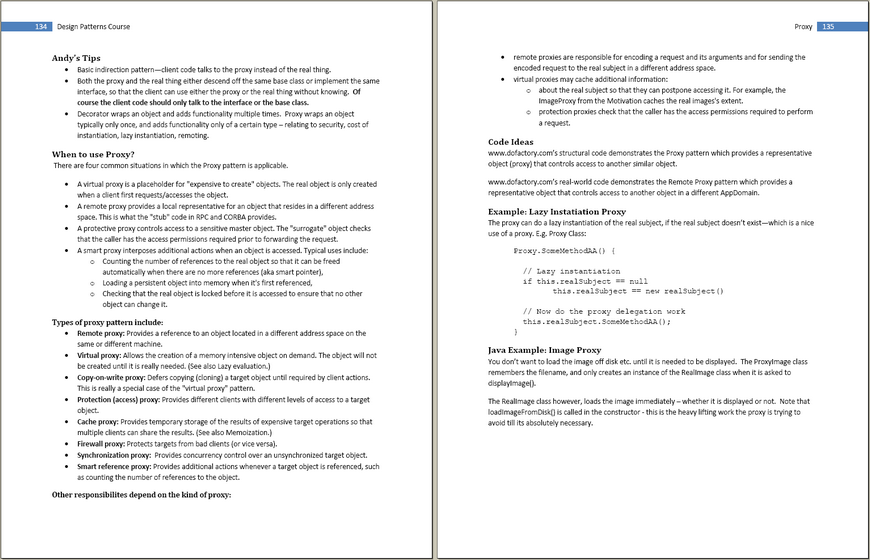 134 Design Patterns Course
Andy's Tips
• Basic indirection pattern—client code talks to the proxy instead of the real thing.
• Both the proxy and the real thing either descend off the same base class or implement the same
interface, so that the client can use either the proxy or the real thing without knowing. Of
course the client code should only talk to the interface or the base class.
• Decorator wraps an object and adds functionality multiple times. Proxy wraps an object
typically only once, and adds functionality only of a certain type – relating to security, cost of
instantiation, lazy instantiation, remoting.
When to use Proxy?
There are four common situations in which the Proxy pattern is applicable.
• A virtual proxy is a placeholder for "expensive to create" objects. The real object is only created
when a client first requests/accesses the object.
• A remote proxy provides a local representative for an object that resides in a different address
space. This is what the "stub" code in RPC and CORBA provides.
• A protective proxy controls access to a sensitive master object. The "surrogate" object checks
that the caller has the access permissions required prior to forwarding the request.
• A smart proxy interposes additional actions when an object is accessed. Typical uses include:
o Counting the number of references to the real object so that it can be freed
automatically when there are no more references (aka smart pointer),
o Loading a persistent object into memory when it's first referenced,
o Checking that the real object is locked before it is accessed to ensure that no other
object can change it.
Types of proxy pattern include:
• Remote proxy: Provides a reference to an object located in a different address space on the
same or different machine.
• Virtual proxy: Allows the creation of a memory intensive object on demand. The object will not
be created until it is really needed. (See also Lazy evaluation.)
• Copy-on-write proxy: Defers copying (cloning) a target object until required by client actions.
This is really a special case of the "virtual proxy" pattern.
• Protection (access) proxy: Provides different clients with different levels of access to a target
object.
• Cache proxy: Provides temporary storage of the results of expensive target operations so that
multiple clients can share the results. (See also Memoization.)
• Firewall proxy: Protects targets from bad clients (or vice versa).
• Synchronization proxy: Provides concurrency control over an unsynchronized target object.
• Smart reference proxy: Provides additional actions whenever a target object is referenced, such
as counting the number of references to the object.
Other responsibilites depend on the kind of proxy:
Proxy 135
• remote proxies are responsible for encoding a request and its arguments and for sending the
encoded request to the real subject in a different address space.
• virtual proxies may cache additional information:
o about the real subject so that they can postpone accessing it. For example, the
ImageProxy from the Motivation caches the real images's extent.
o protection proxies check that the caller has the access permissions required to perform
a request.
Code Ideas
www.dofactory.com's structural code demonstrates the Proxy pattern which provides a representative
object (proxy) that controls access to another similar object.
www.dofactory.com's real-world code demonstrates the Remote Proxy pattern which provides a
representative object that controls access to another object in a different AppDomain.
Example: Lazy Instatiation Proxy
The proxy can do a lazy instantiation of the real subject, if the real subject doesn't exist—which is a nice
use of a proxy. E.g. Proxy Class:
Proxy.SomeMethodAA() {
// Lazy instantiation
if this.realSubject == null
this.realSubject == new realSubject()
// Now do the proxy delegation work
this.realSubject.SomeMethodAA();
}
Java Example: Image Proxy
You don't want to load the image off disk etc. until it is needed to be displayed. The ProxyImage class
remembers the filename, and only creates an instance of the RealImage class when it is asked to
displayImage().
The RealImage class however, loads the image immediately – whether it is displayed or not. Note that
loadImageFromDisk() is called in the constructor - this is the heavy lifting work the proxy is trying to
avoid till its absolutely necessary.